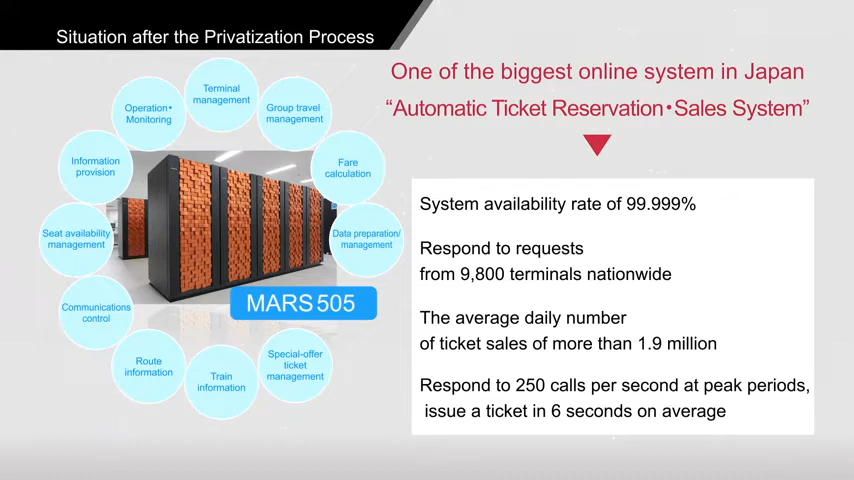 Situation after the Privatization Process
One of the biggest online system in Japan
“Automatic Ticket Reservation・Sales System”
Terminal
management
Group travel
management
Fare
calculation
Data preparation/
management
Special-offer
ticket
management
Train
information
Route
information
Communications
control
Seat availability
management
Information
provision
Operation・
Monitoring
MARS 505
System availability rate of 99.999%
Respond to requests
from 9,800 terminals nationwide
The average daily number
of ticket sales of more than 1.9 million
Respond to 250 calls per second at peak periods,
issue a ticket in 6 seconds on average